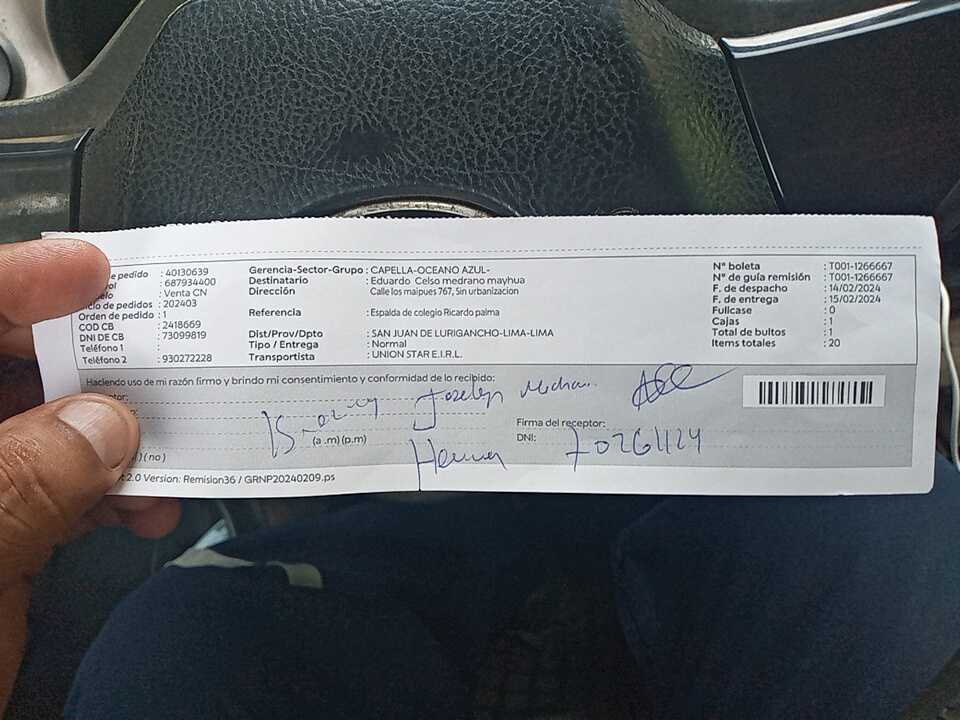 e pedido : 40130639
ol : 687934400
elo : Venta CN
icio de pedidos : 202403
Orden de pedido : 1
COD CB : 2418669
DNI DE CB : 73099819
Teléfono 1 :
Teléfono 2 : 930272228
Gerencia-Sector-Grupo : CAPELLA-OCEANO AZUL-
Destinatario : Eduardo Celso medrano mayhua
Dirección Calle los maipues 767, Sin urbanizacion
Referencia : Espalda de colegio Ricardo palma
Dist/Prov/Dpto : SAN JUAN DE LURIGANCHO-LIMA-LIMA
Tipo / Entrega : Normal
Transportista : UNION STAR E.I.R.L.
N° boleta : T001-1266667
N° de guía remisión : T001-1266667
F. de despacho : 14/02/2024
F. de entrega : 15/02/2024
Fullcase : 0
Cajas : 1
Total de bultos : 1
Items totales : 20
Haciendo uso de mi razón firmo y brindo mi consentimiento y conformidad de lo recibido:
tor:
(a .m) (p.m)
Firma del receptor:
DNI:
) ( no )
2.0 Version: Remision36 / GRNP20240209.ps